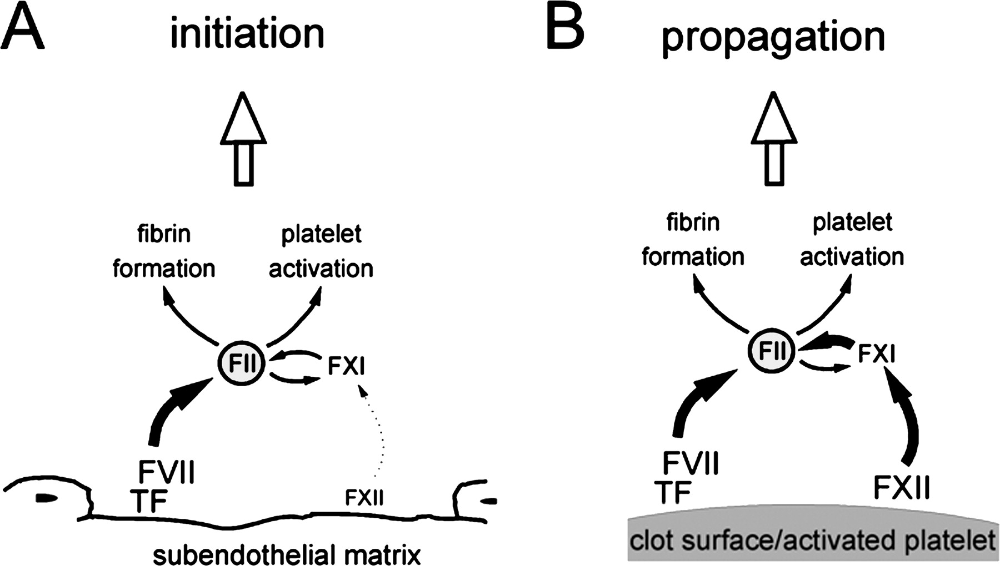 A
initiation
fibrin
formation
platelet
activation
FII
FXI
FVII
TF
FXII
subendothelial matrix
B
propagation
fibrin
formation
platelet
activation
FII
FXI
FVII
TF
FXII
clot surface/activated platelet